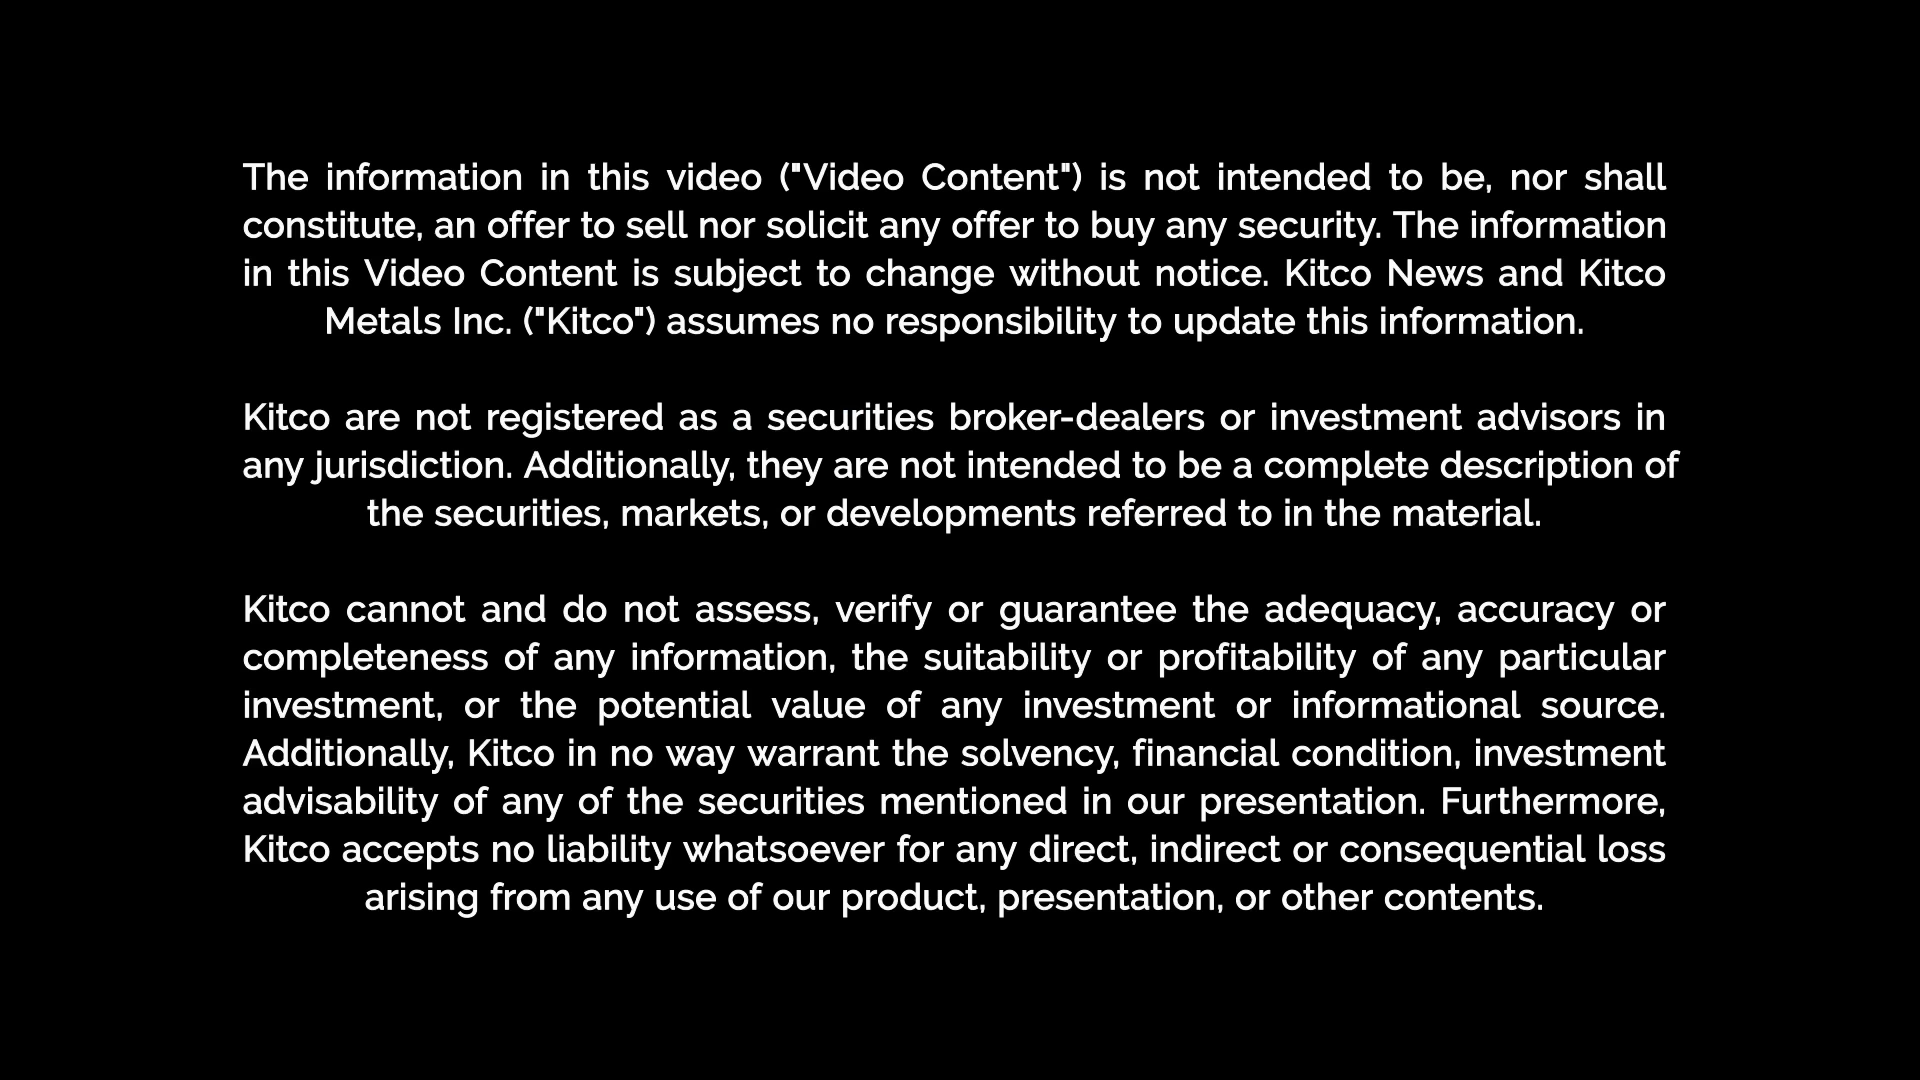 The information in this video ("Video Content") is not intended to be, nor shall
constitute, an offer to sell nor solicit any offer to buy any security. The information
in this Video Content is subject to change without notice. Kitco News and Kitco
Metals Inc. ("Kitco") assumes no responsibility to update this information.
Kitco are not registered as a securities broker-dealers or investment advisors in
any jurisdiction. Additionally, they are not intended to be a complete description of
the securities, markets, or developments referred to in the material.
Kitco cannot and do not assess, verify or guarantee the adequacy, accuracy or
completeness of any information, the suitability or profitability of any particular
investment, or the potential value of any investment or informational source.
Additionally, Kitco in no way warrant the solvency, financial condition, investment
advisability of any of the securities mentioned in our presentation. Furthermore,
Kitco accepts no liability whatsoever for any direct, indirect or consequential loss
arising from any use of our product, presentation, or other contents.